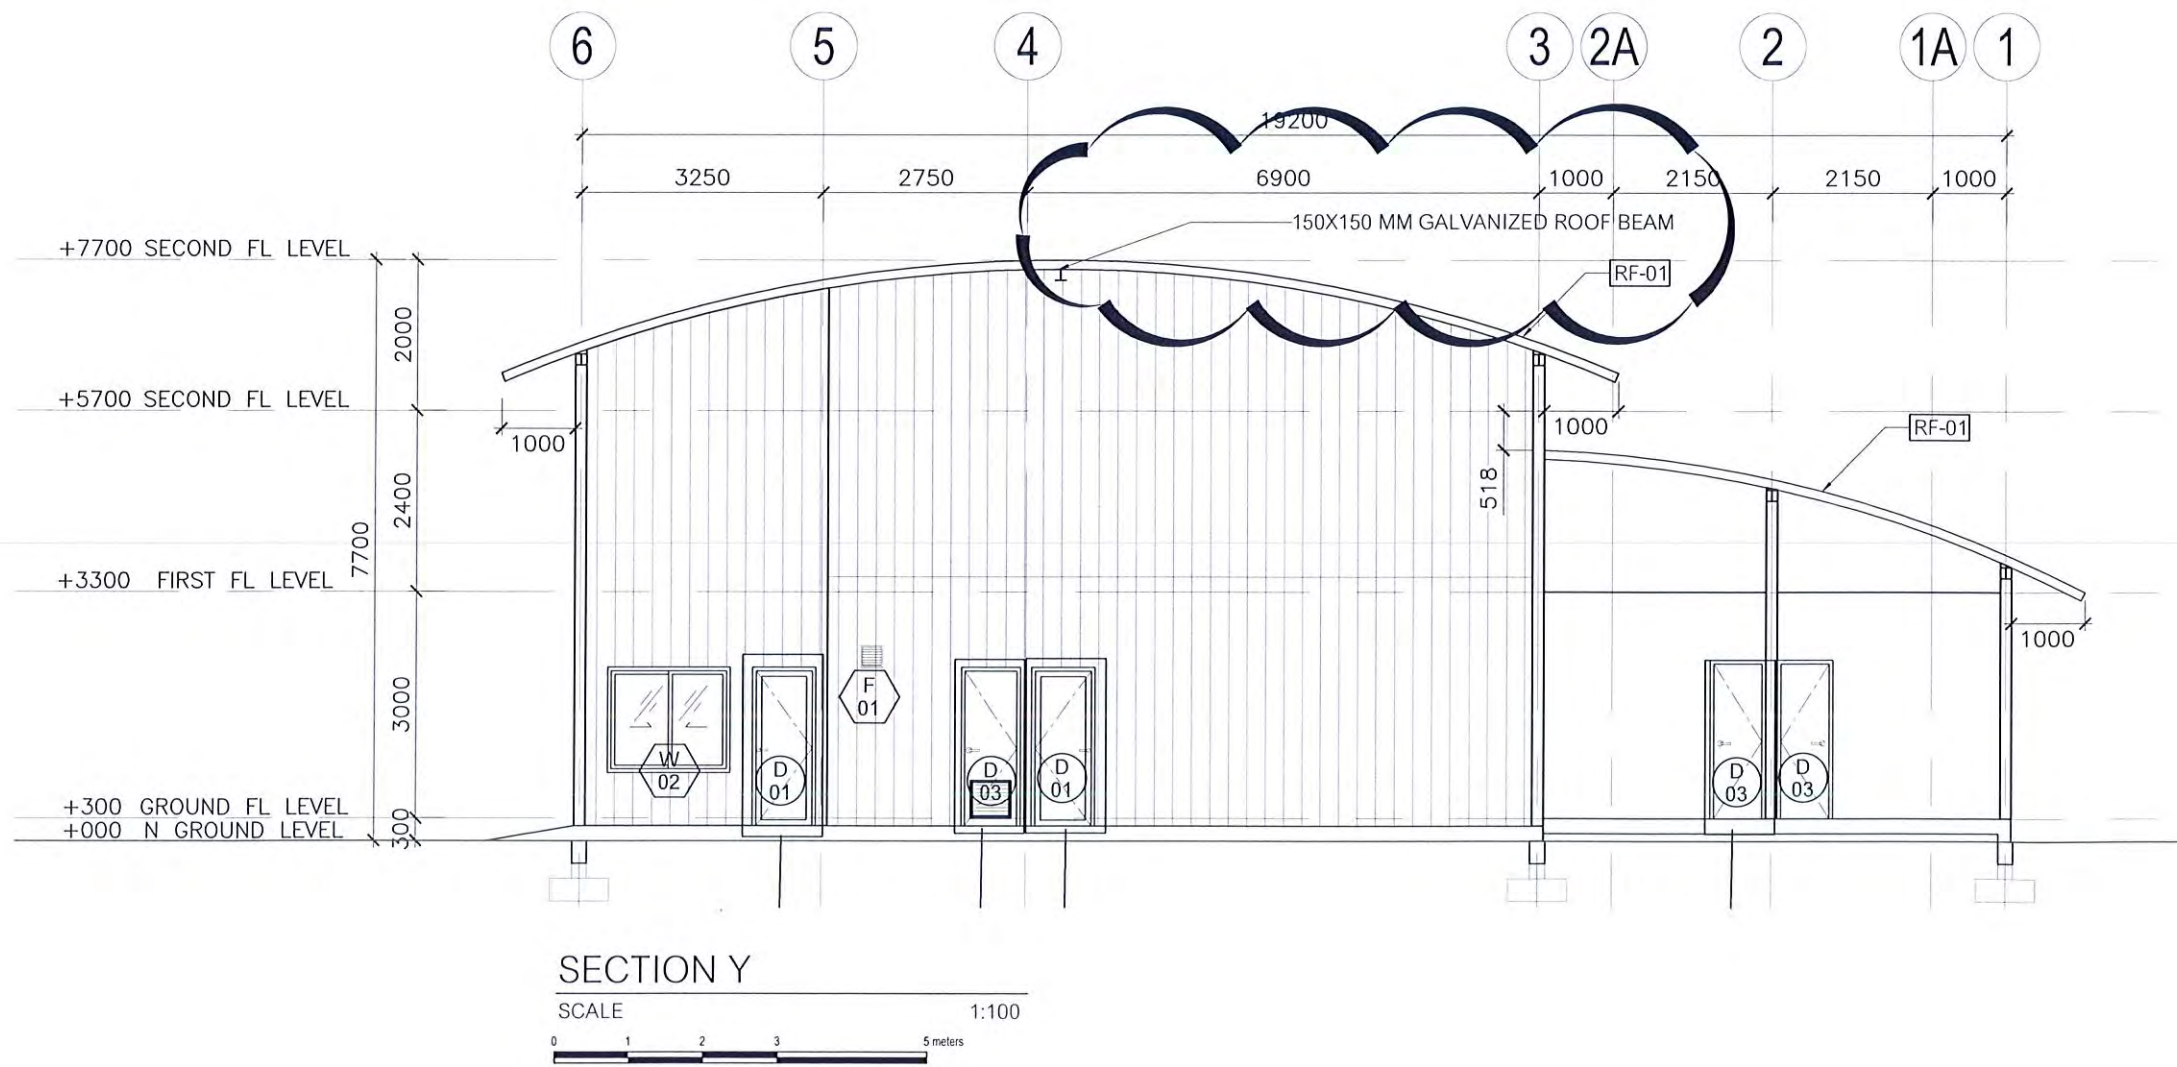 6 5 4 3 2A 2 1A 1
19200
3250 2750 6900 1000 2150 2150 1000
150X150 MM GALVANIZED ROOF BEAM
+7700 SECOND FL LEVEL
RF-01
2000
+5700 SECOND FL LEVEL
1000
1000
RF-01
518
2400
7700
+3300 FIRST FL LEVEL
1000
3000
F
01
W
02
D
01
D
03
D
01
D
03
D
03
+300 GROUND FL LEVEL
+000 N GROUND LEVEL
300
SECTION Y
SCALE 1:100
0 1 2 3 5 meters